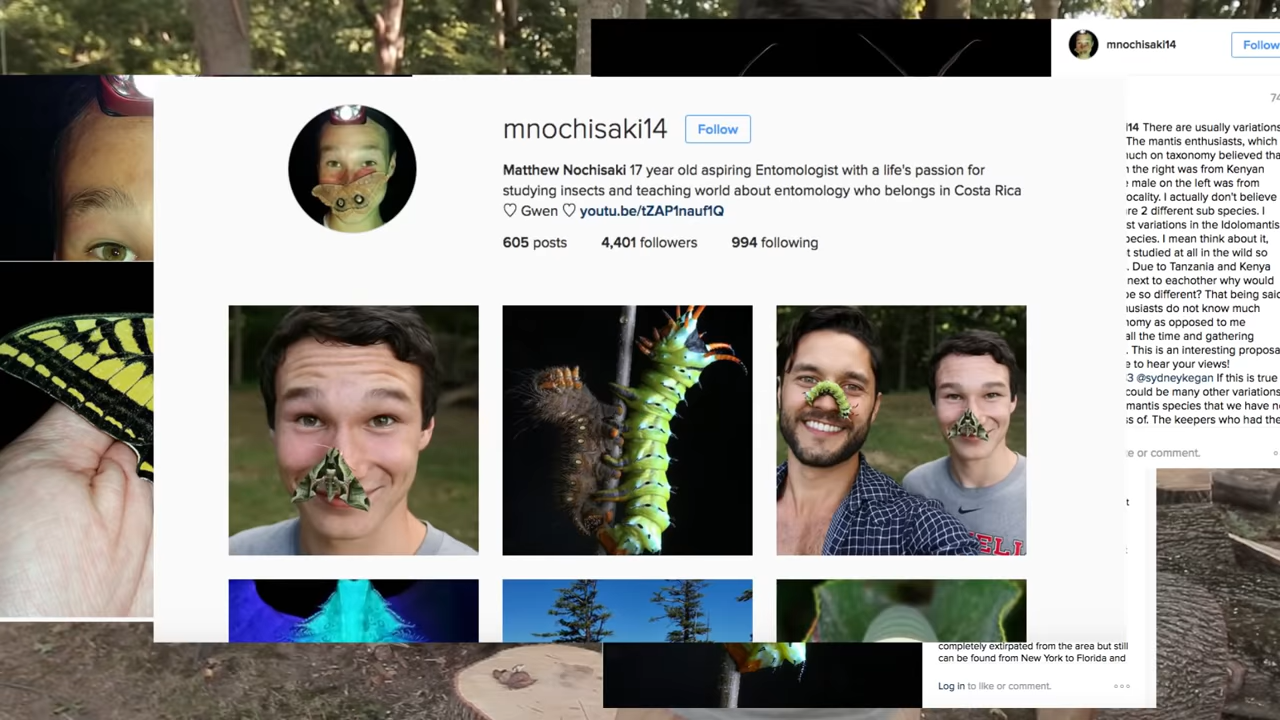 mnochisaki14
Follow
mnochisaki14 Follow
Matthew Nochisaki 17 year old aspiring Entomologist with a life's passion for
studying insects and teaching world about entomology who belongs in Costa Rica
♡ Gwen ♡ youtu.be/tZAP1nauf1Q
605 posts 4,401 followers 994 following
74
14 There are usually variations
The mantis enthusiasts, which
much on taxonomy believed tha
the right was from Kenyan
male on the left was from
ocality. I actually don't believe
re 2 different sub species. I
st variations in the Idolomantis
pecies. I mean think about it,
t studied at all in the wild so
. Due to Tanzania and Kenya
next to eachother why would
be so different? That being said
usiasts do not know much
nomy as opposed to me
all the time and gathering
. This is an interesting proposa
e to hear your views!
3 @sydneykegan If this is true
could be many other variations
mantis species that we have n
s of. The keepers who had the
e or comment.
ELL
completely extirpated from the area but still
can be found from New York to Florida and
Log in to like or comment.